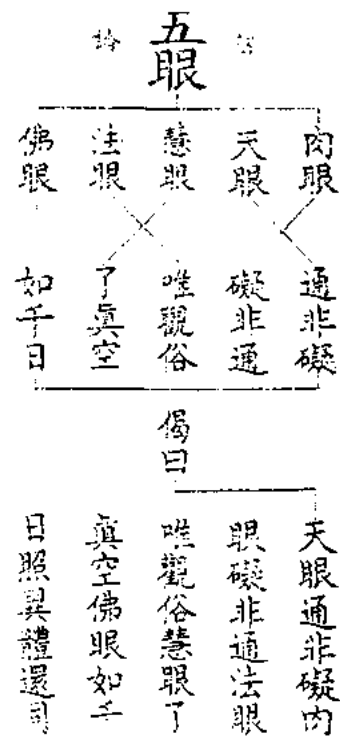 五眼
肉眼
天眼
慧眼
法眼
佛眼
通非礙
礙非通
唯觀俗
了眞空
如千日
偈曰
天眼通非礙肉
眼礙非通法眼
唯觀俗慧眼了
眞空佛眼如千
日照異體還同